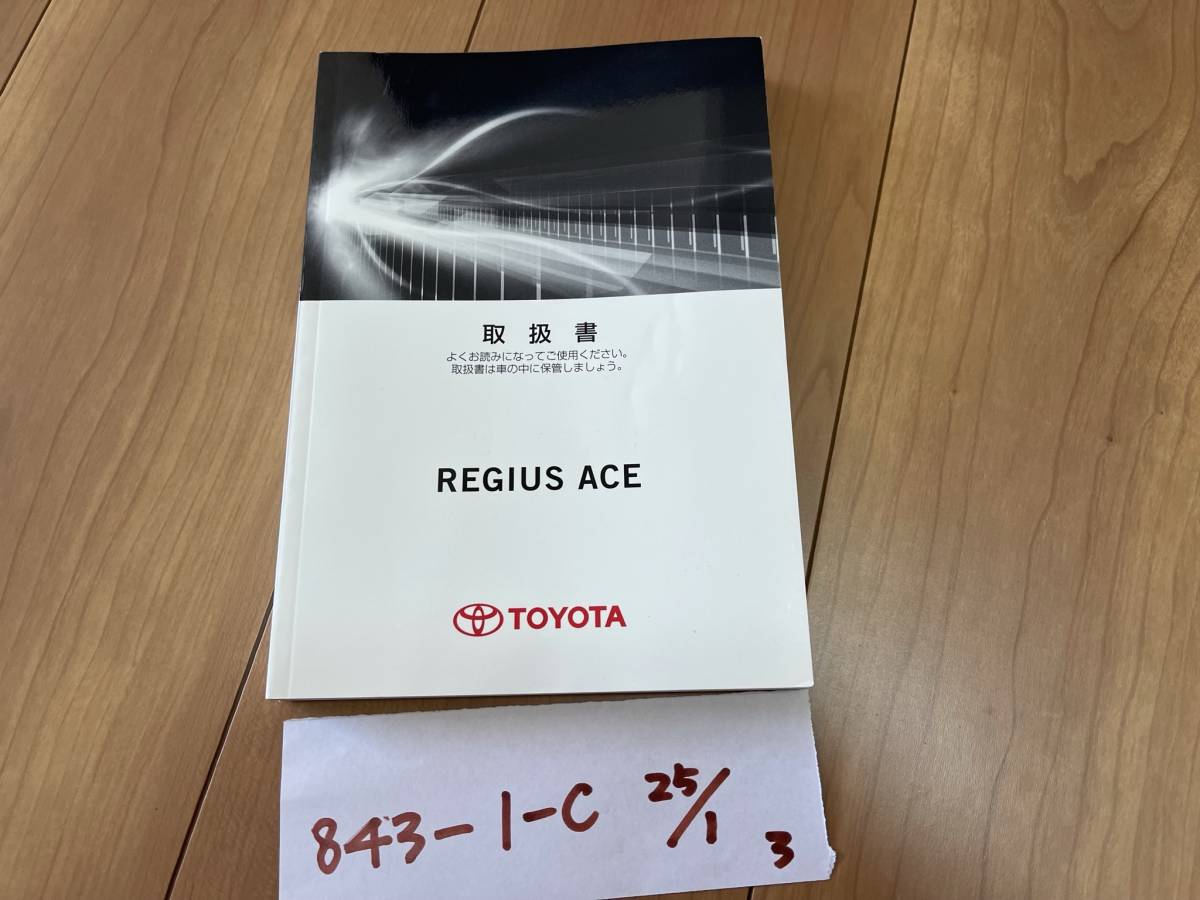 取扱書
よくお読みになってご使用ください。
取扱書は車の中に保管しましょう。
REGIUS ACE
TOYOTA
843-1-C 25/1 3